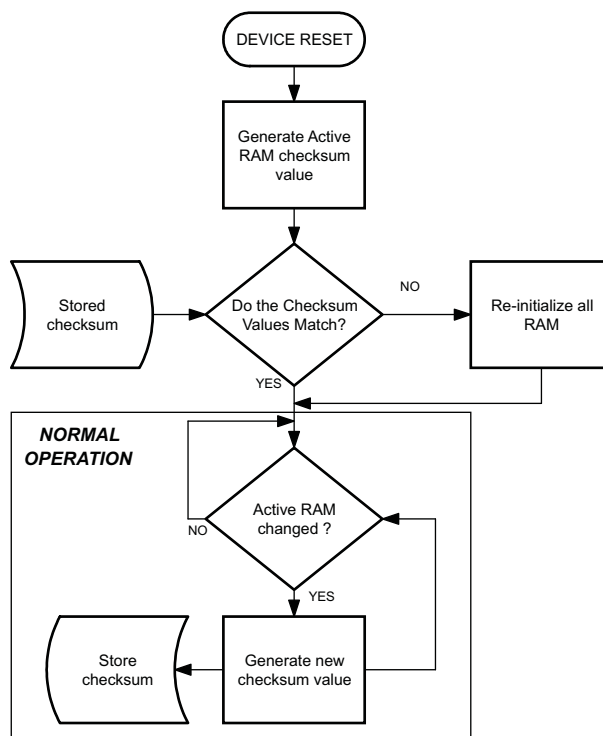 DEVICE RESET
Generate Active
RAM checksum
value
Stored
checksum
Do the Checksum
Values Match?
NO
Re-initialize all
RAM
YES
NORMAL
OPERATION
Active RAM
changed ?
NO
YES
Store
checksum
Generate new
checksum value